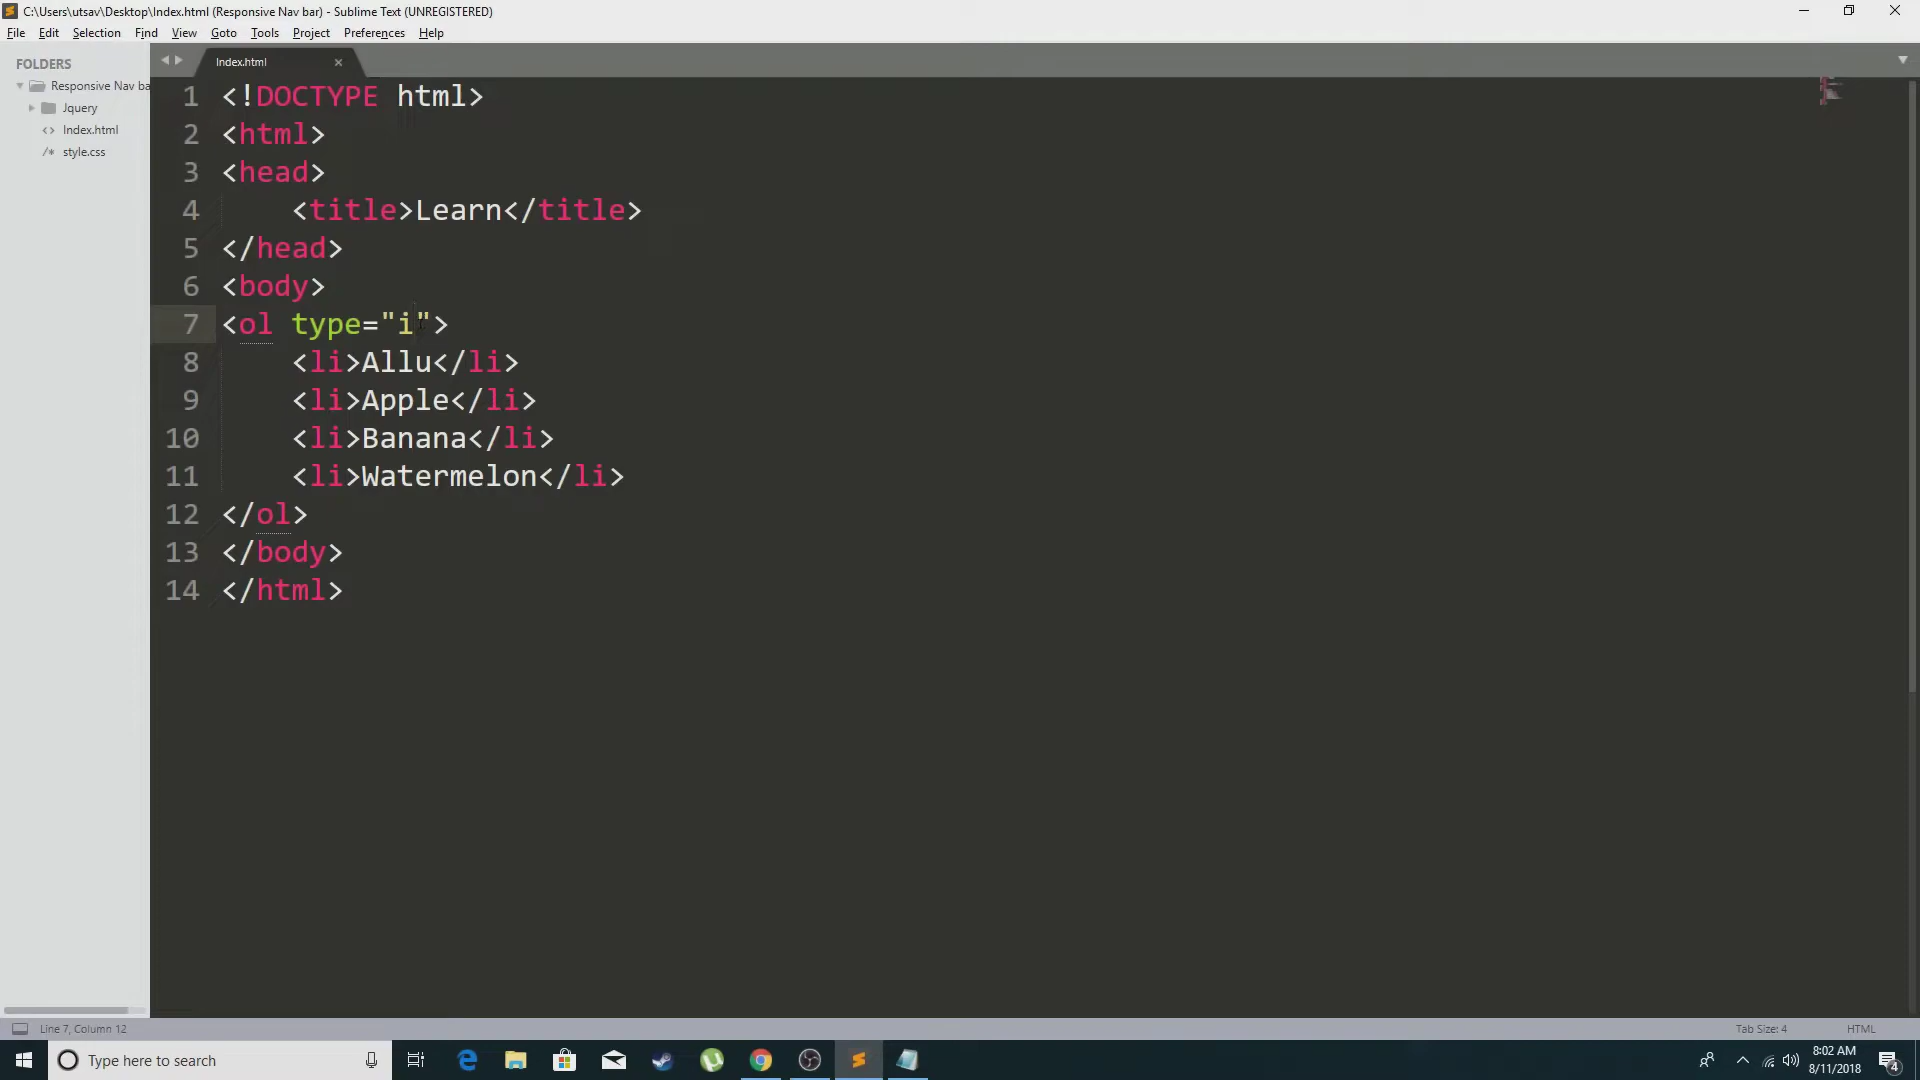 C:\Users\utsav\Desktop\Index.html (Responsive Nav bar) - Sublime Text (UNREGISTERED)
File Edit Selection Find View Goto Tools Project Preferences Help
FOLDERS
Responsive Nav ba
Jquery
Index.html
style.css
Index.html
1 <!DOCTYPE html>
2 <html>
3 <head>
4 <title>Learn</title>
5 </head>
6 <body>
7 <ol type="i">
8 <li>Allu</li>
9 <li>Apple</li>
10 <li>Banana</li>
11 <li>Watermelon</li>
12 </ol>
13 </body>
14 </html>
Line 7, Column 12
Tab Size: 4
HTML
Type here to search
8:02 AM
8/11/2018
4